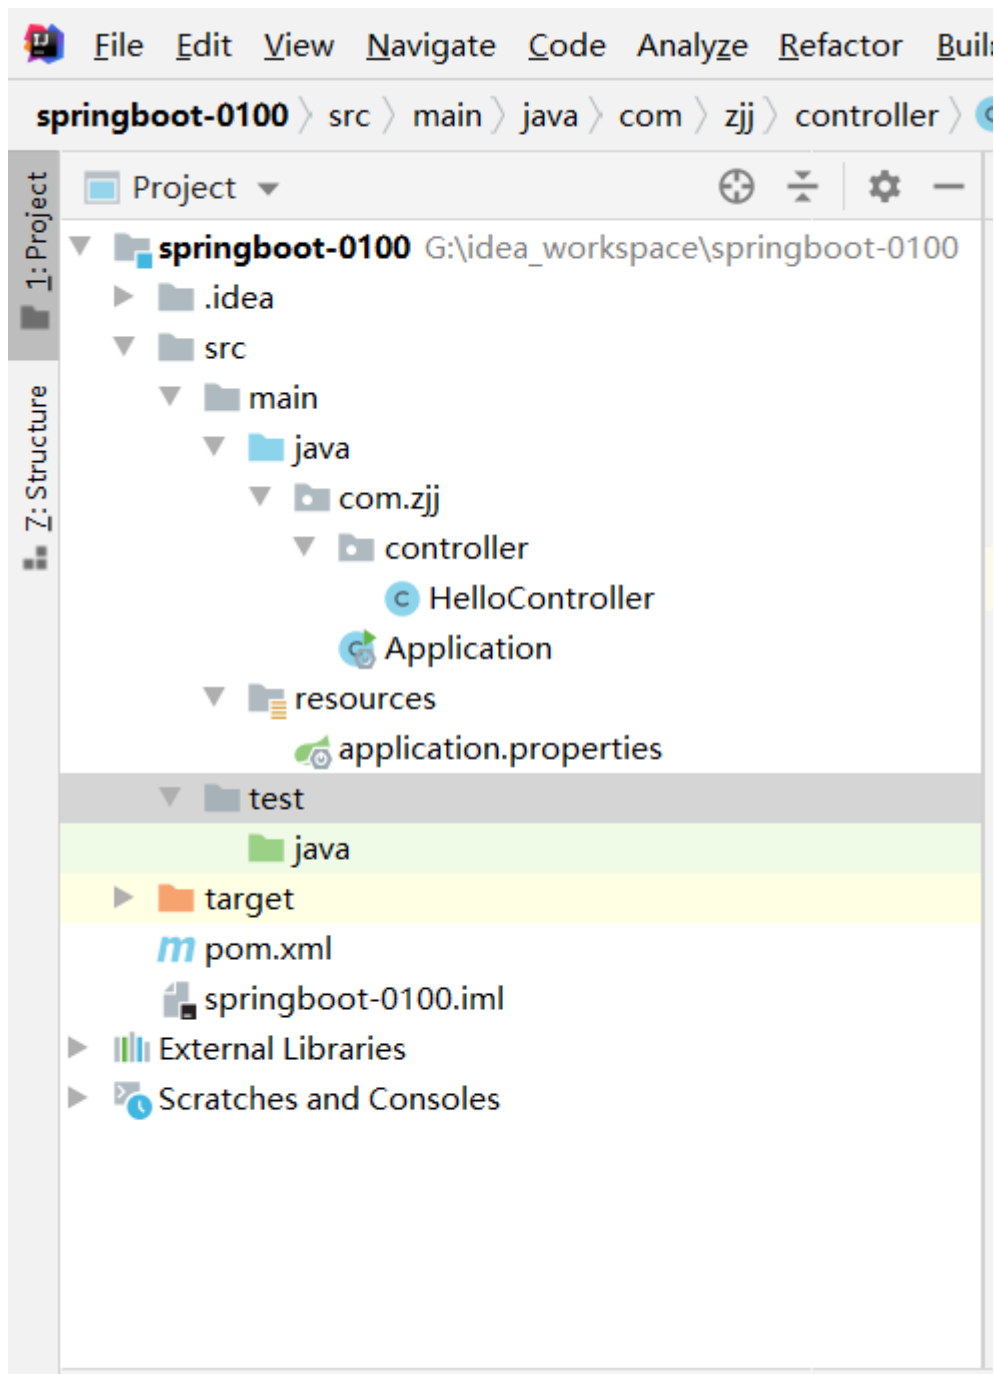 File Edit View Navigate Code Analyze Refactor
springboot-0100 src main java com zjj controller
1: Project
7: Structure
Project
springboot-0100 G:\idea_workspace\springboot-0100
.idea
src
main
java
com.zjj
controller
HelloController
Application
resources
application.properties
test
java
target
pom.xml
springboot-0100.iml
External Libraries
Scratches and Consoles